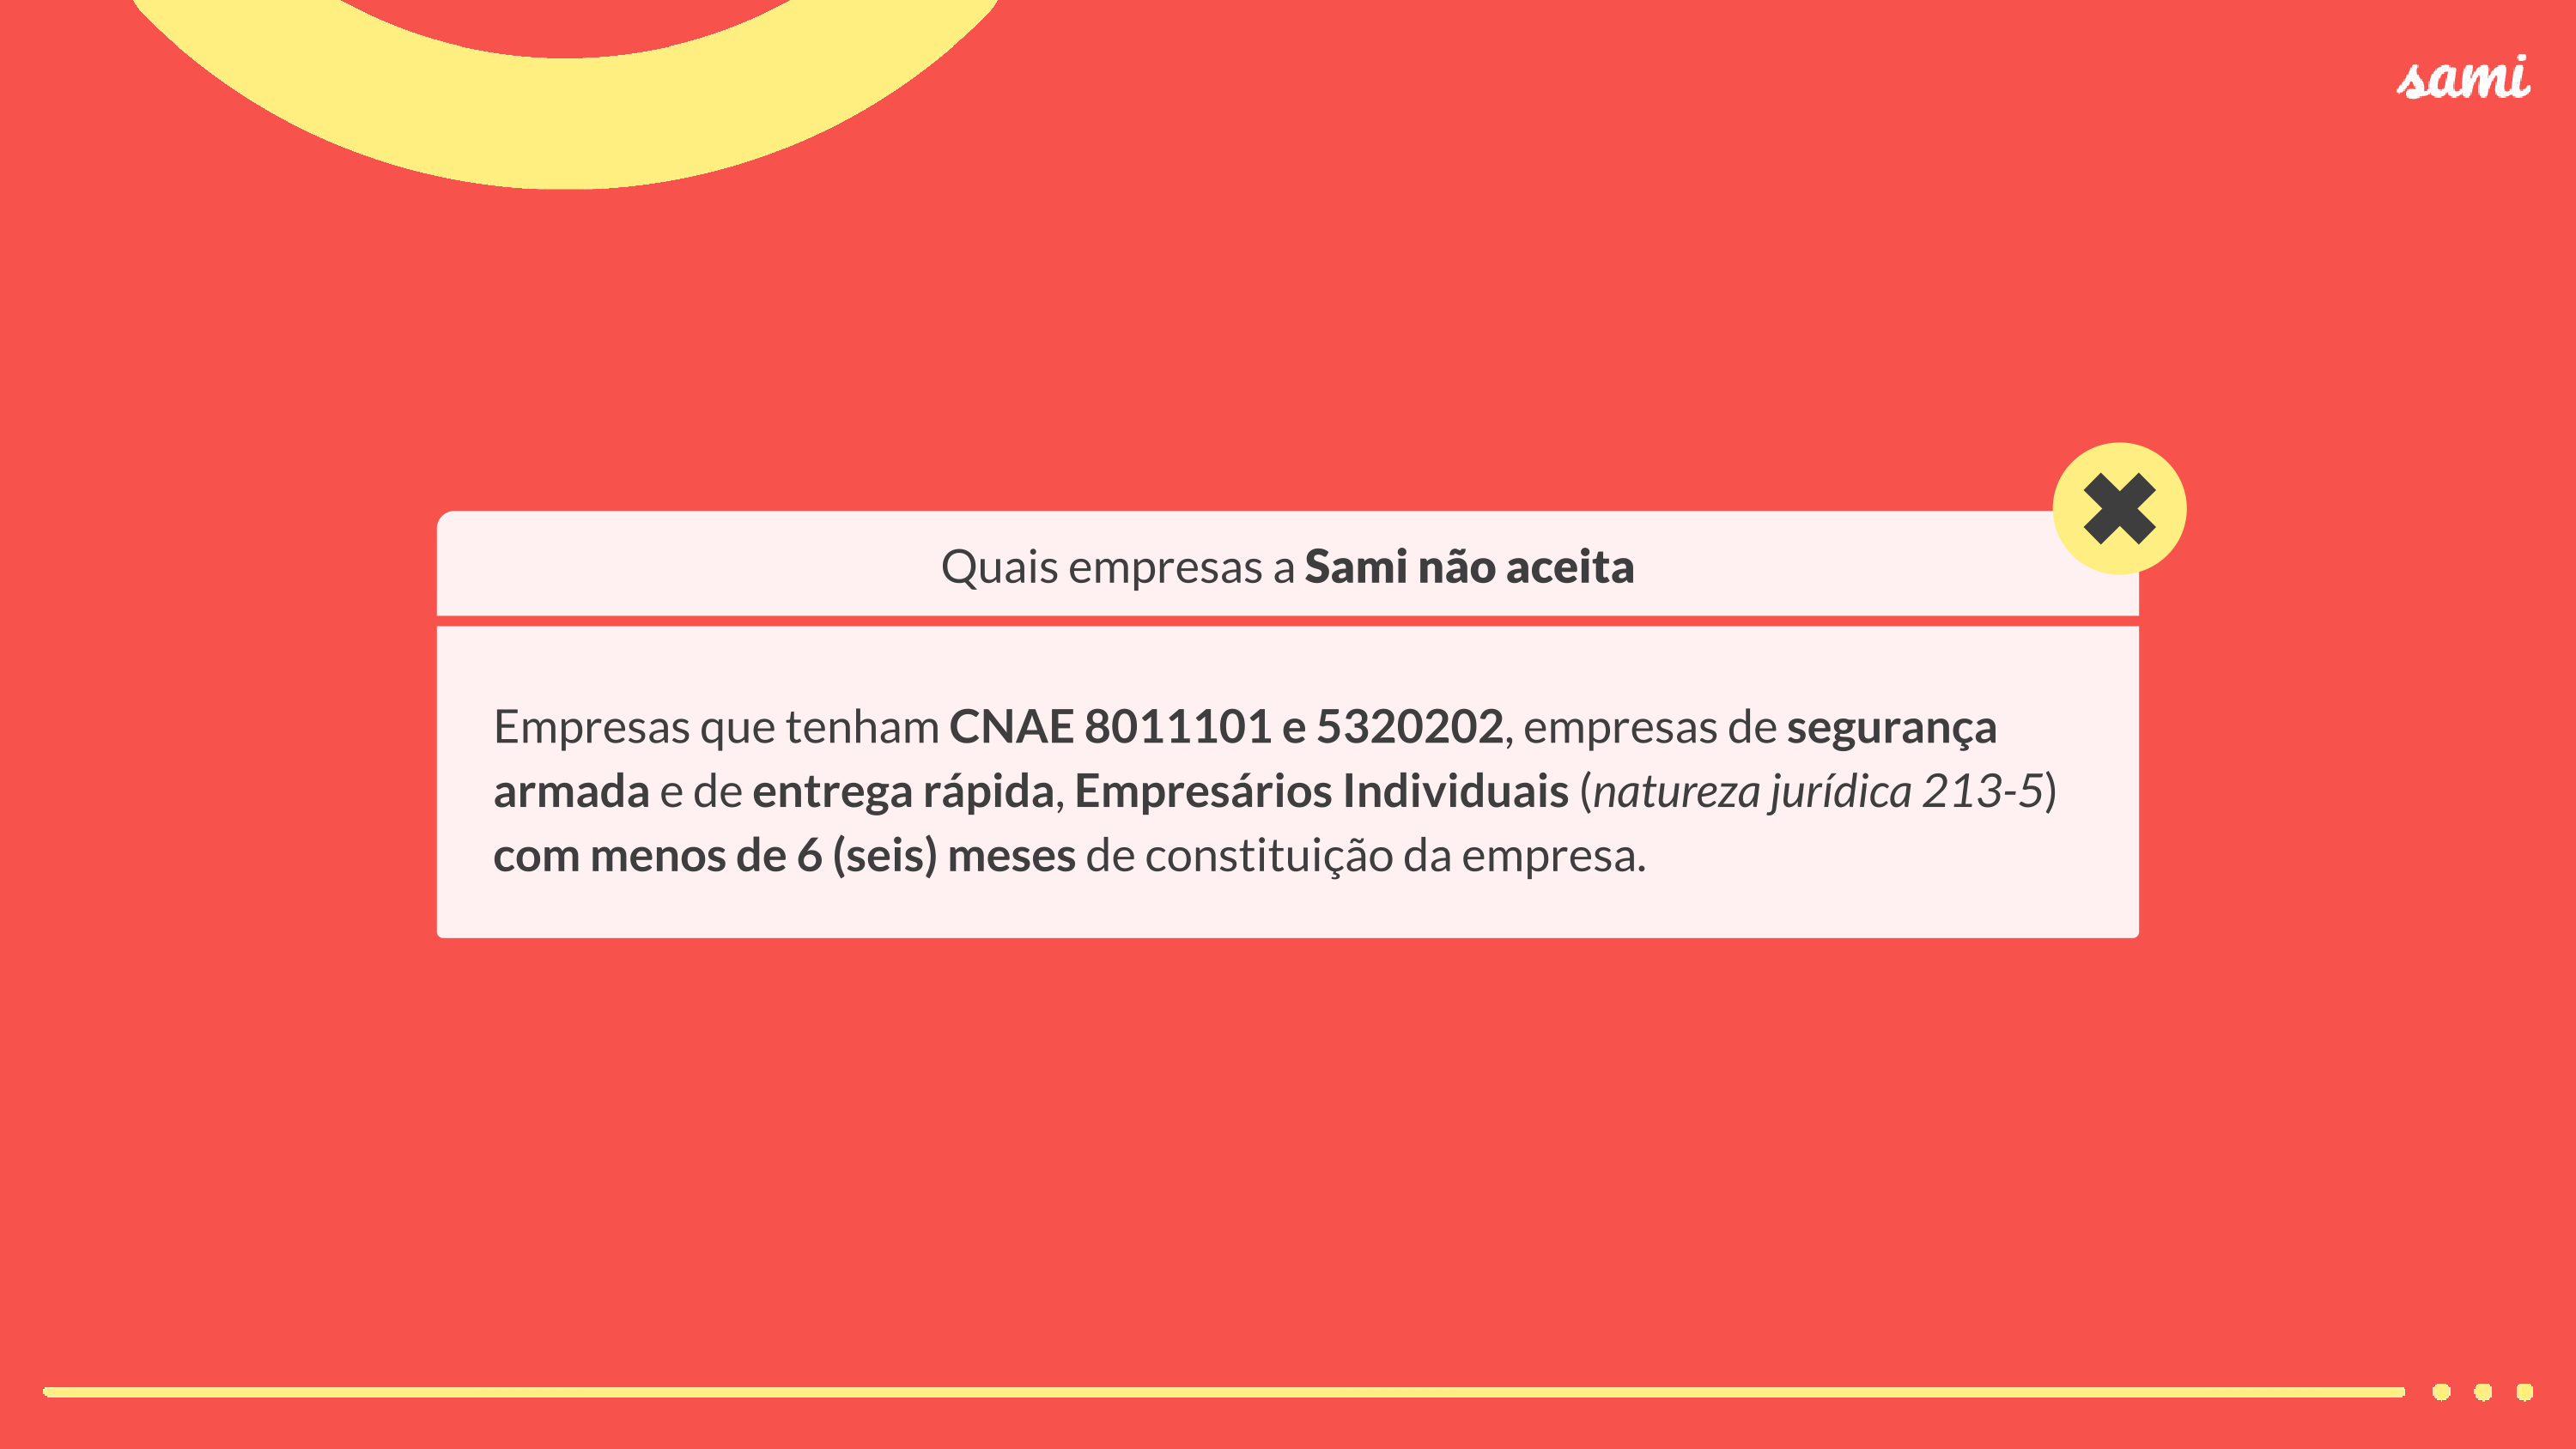 sami
Quais empresas a Sami não aceita
Empresas que tenham CNAE 8011101 e 5320202, empresas de segurança
armada e de entrega rápida, Empresários Individuais (natureza jurídica 213-5)
com menos de 6 (seis) meses de constituição da empresa.